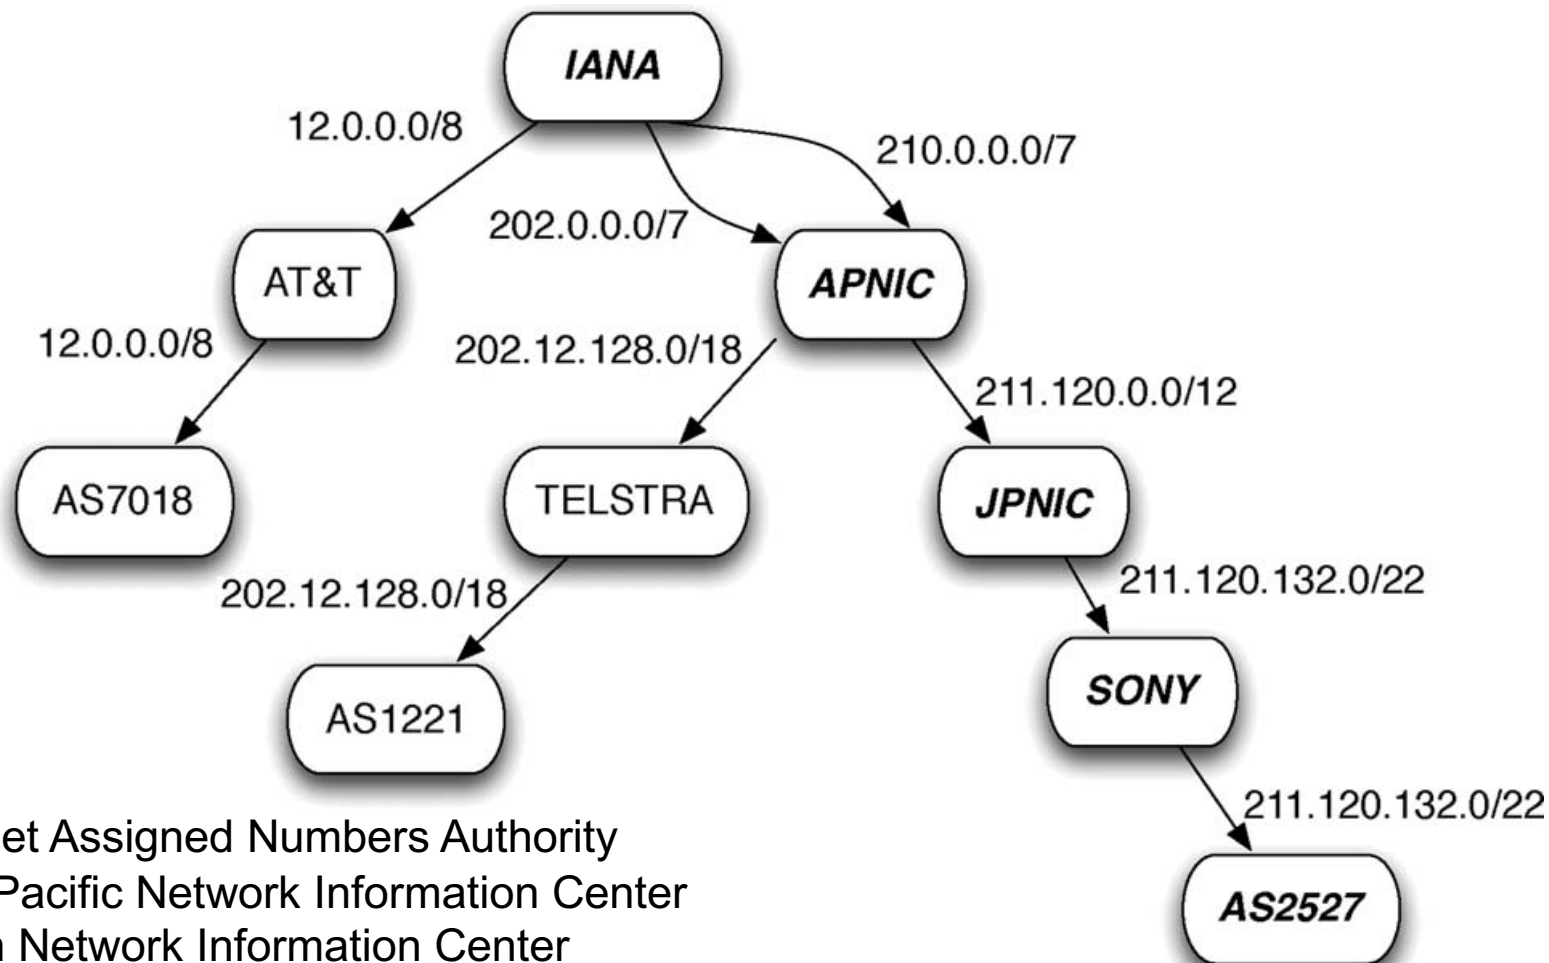 IANA
12.0.0.0/8
210.0.0.0/7
202.0.0.0/7
AT&T
APNIC
12.0.0.0/8
202.12.128.0/18
211.120.0.0/12
AS7018
TELSTRA
JPNIC
202.12.128.0/18
211.120.132.0/22
AS1221
SONY
211.120.132.0/22
et Assigned Numbers Authority
Pacific Network Information Center
Network Information Center
AS2527